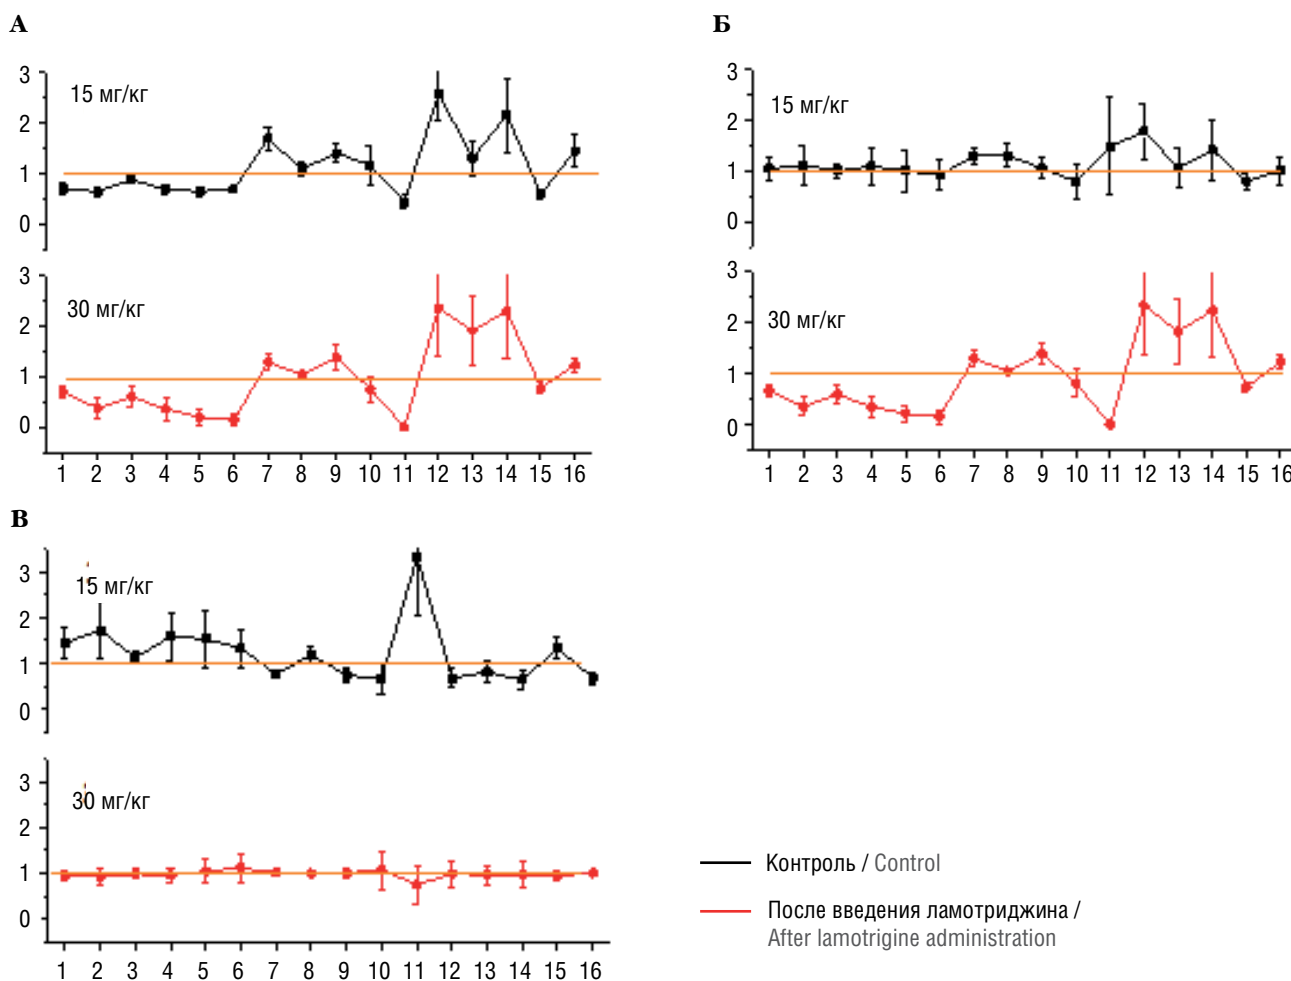 А
3
15 мг/кг
2
1
0
3
30 мг/кг
2
1
0
1 2 3 4 5 6 7 8 9 10 11 12 13 14 15 16
Б
3
15 мг/кг
2
1
0
3
30 мг/кг
2
1
0
1 2 3 4 5 6 7 8 9 10 11 12 13 14 15 16
В
3
15 мг/кг
2
1
0
3
30 мг/кг
2
1
0
1 2 3 4 5 6 7 8 9 10 11 12 13 14 15 16
Контроль / Control
После введения ламотриджина /
After lamotrigine administration